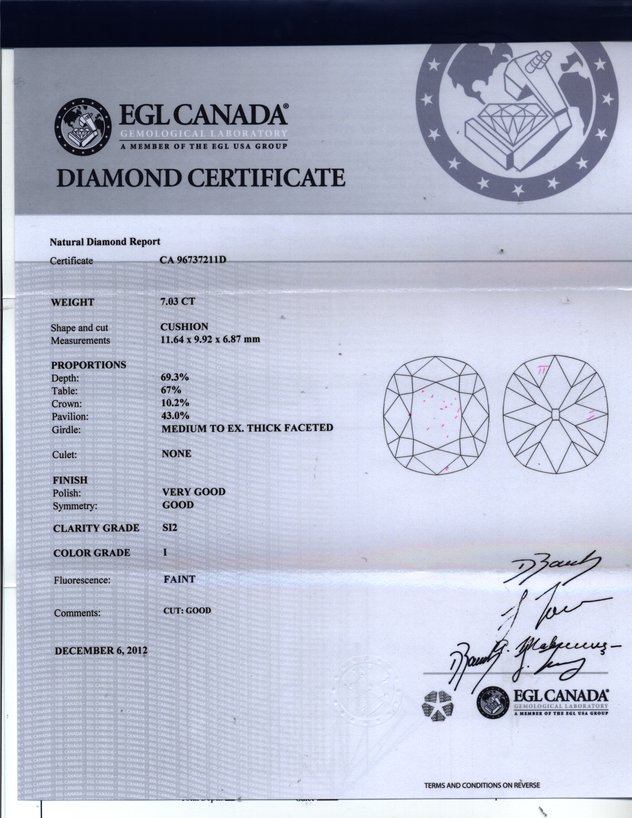 EGL CANADA®
GEMOLOGICAL LABORATORY
A MEMBER OF THE EGL USA GROUP
DIAMOND CERTIFICATE
Natural Diamond Report
Certificate CA 96737211D
WEIGHT 7.03 CT
Shape and cut CUSHION
Measurements 11.64 x 9.92 x 6.87 mm
PROPORTIONS
Depth: 69.3%
Table: 67%
Crown: 10.2%
Pavilion: 43.0%
Girdle: MEDIUM TO EX. THICK FACETED
Culet: NONE
FINISH
Polish: VERY GOOD
Symmetry: GOOD
CLARITY GRADE SI2
COLOR GRADE I
Fluorescence: FAINT
Comments: CUT: GOOD
DECEMBER 6, 2012
EGL CANADA®
GEMOLOGICAL LABORATORY
A MEMBER OF THE EGL USA GROUP
TERMS AND CONDITIONS ON REVERSE